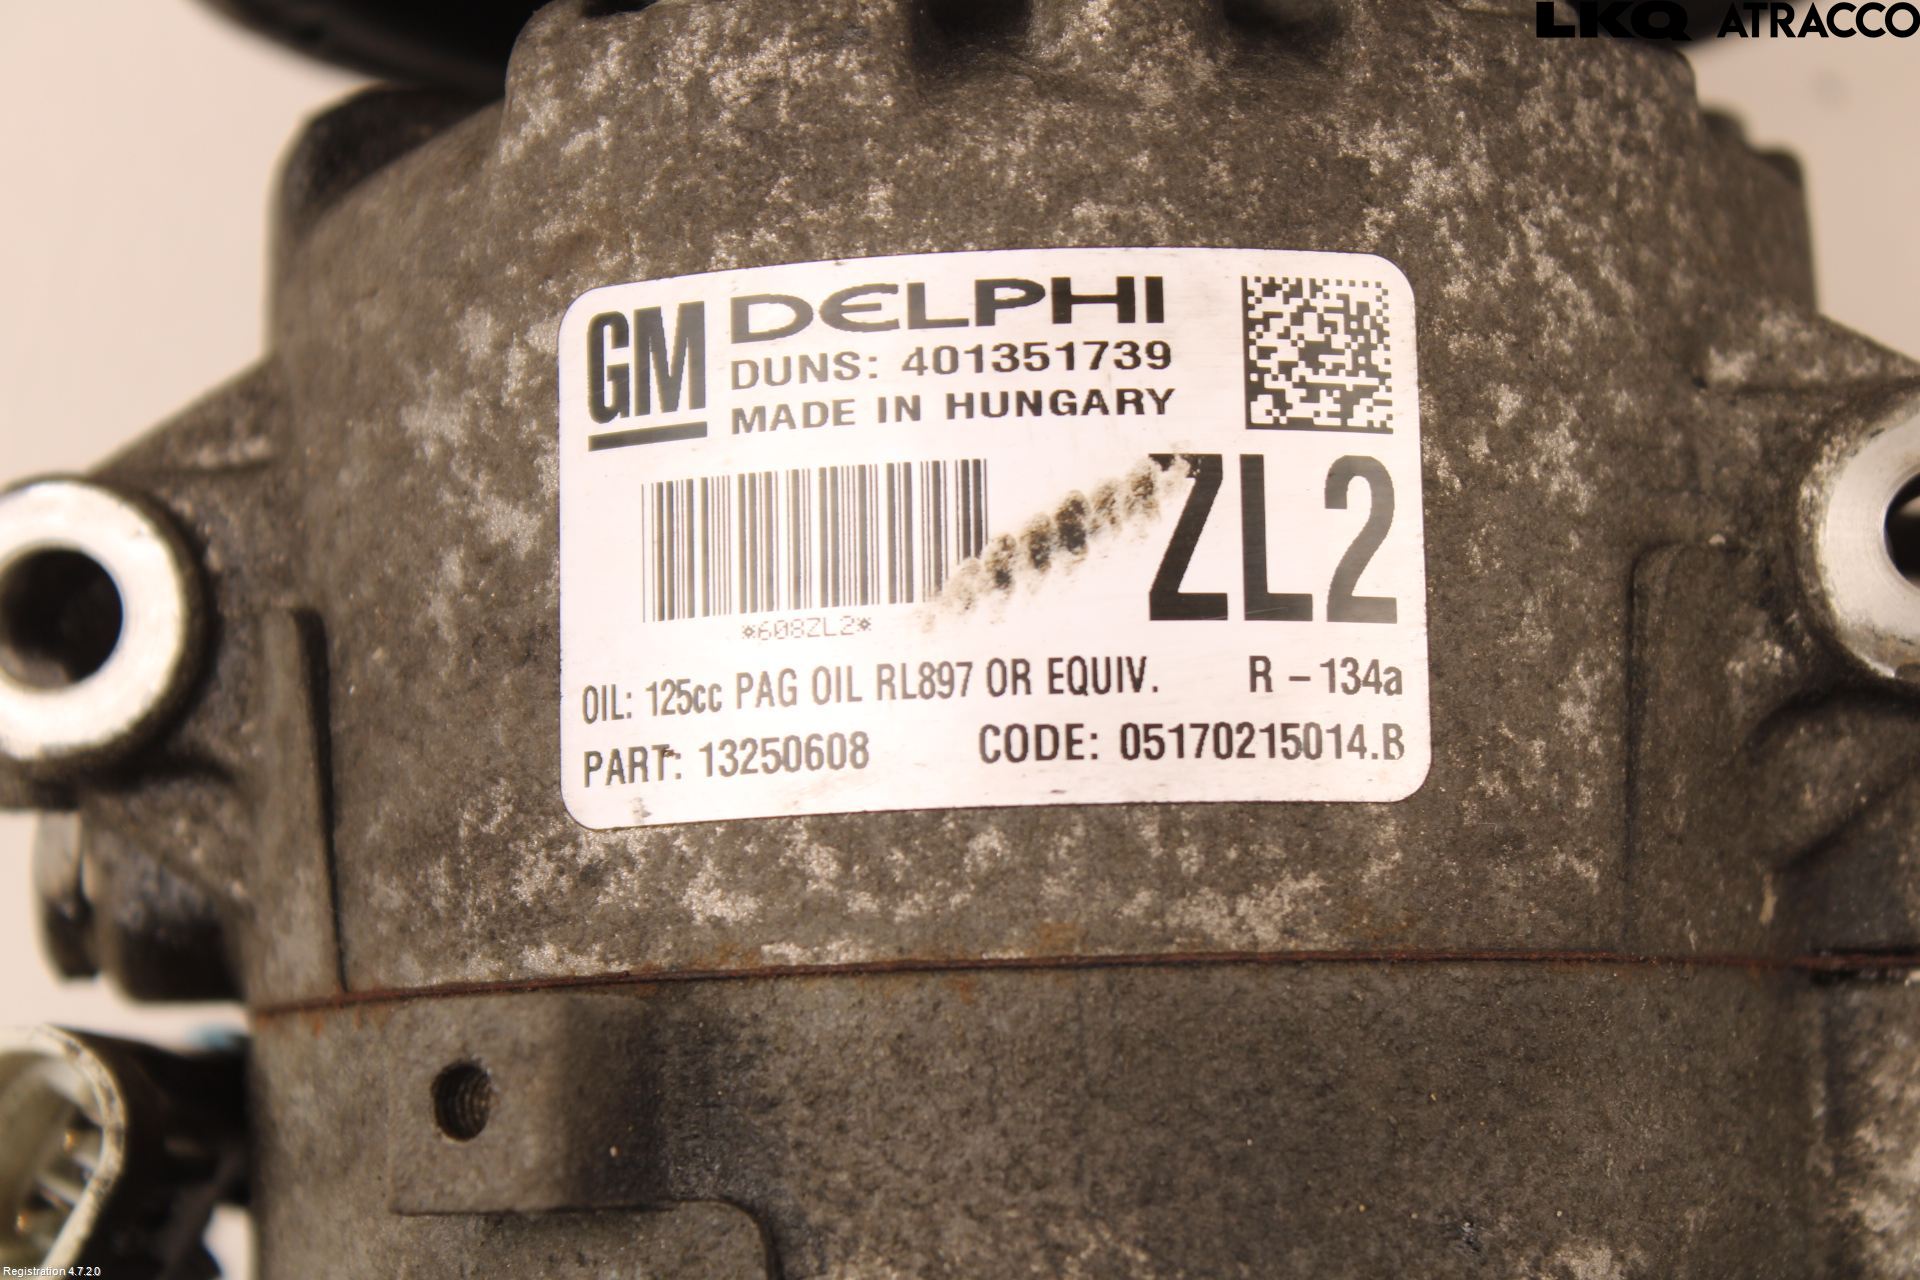 LKQ ATRACCO
GM DELPHI
DUNS: 401351739
MADE IN HUNGARY
ZL2
*608ZL2*
OIL: 125cc PAG OIL RL897 OR EQUIV. R - 134a
PART: 13250608 CODE: 05170215014.B
Registration 4.7.2.0